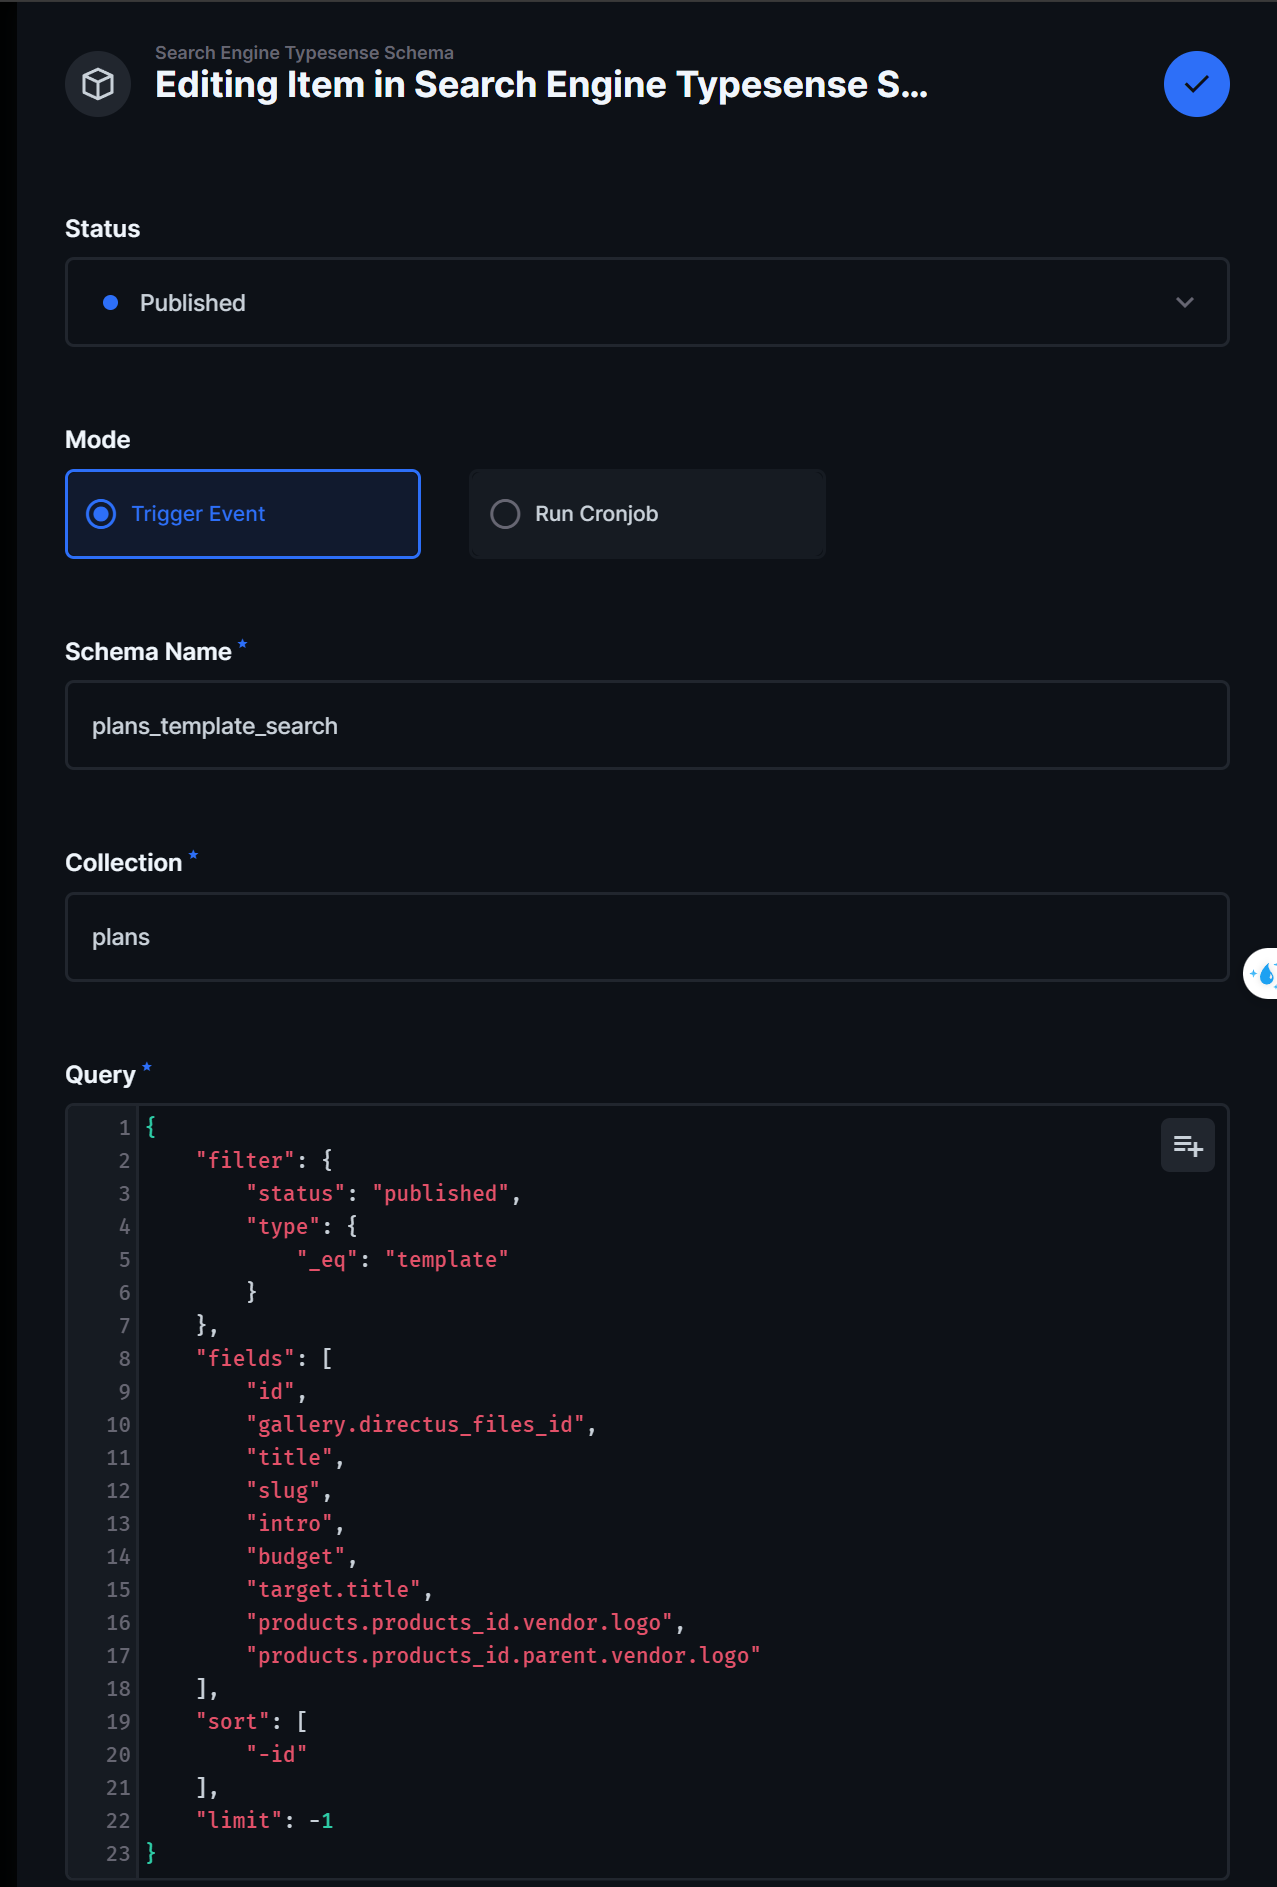 Search Engine Typesense Schema
Editing Item in Search Engine Typesense S...
Status
Published
Mode
Trigger Event
Run Cronjob
Schema Name *
plans_template_search
Collection *
plans
Query *
1 {
2     "filter": {
3         "status": "published",
4         "type": {
5             "_eq": "template"
6         }
7     },
8     "fields": [
9         "id",
10         "gallery.directus_files_id",
11         "title",
12         "slug",
13         "intro",
14         "budget",
15         "target.title",
16         "products.products_id.vendor.logo",
17         "products.products_id.parent.vendor.logo"
18     ],
19     "sort": [
20         "-id"
21     ],
22     "limit": -1
23 }